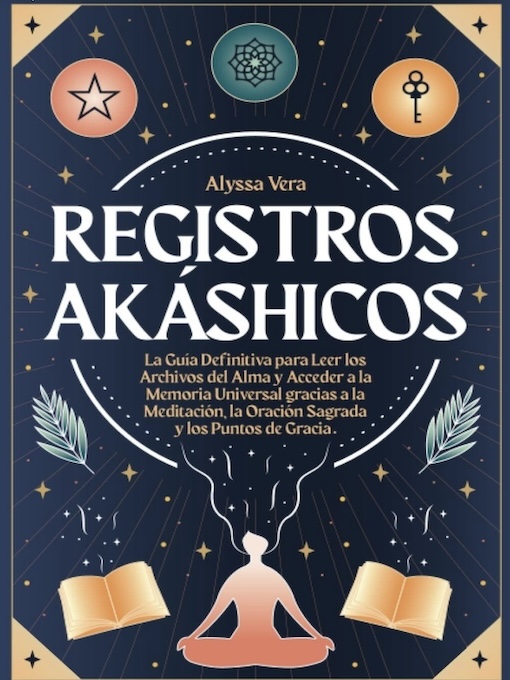 Alyssa Vera
REGISTROS
AKÁSHICOS
La Guía Definitiva para Leer los
Archivos del Alma y Acceder a la
Memoria Universal gracias a la
Meditación, la Oración Sagrada
y los Puntos de Gracia.